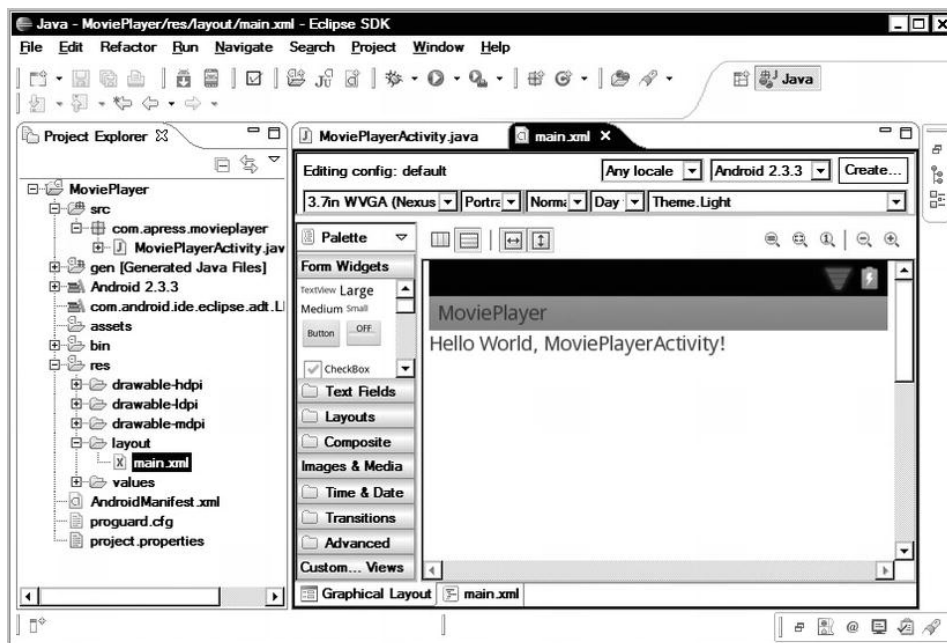 Java - MoviePlayer/res/layout/main.xml - Eclipse SDK
File Edit Refactor Run Navigate Search Project Window Help
Java
Project Explorer
MoviePlayer
src
com.apress.movieplayer
MoviePlayerActivity.jav
gen [Generated Java Files]
Android 2.3.3
com.android.ide.eclipse.adt.LI
assets
bin
res
drawable-hdpi
drawable-ldpi
drawable-mdpi
layout
main.xml
values
AndroidManifest.xml
proguard.cfg
project.properties
MoviePlayerActivity.java main.xml
Editing config: default Any locale Android 2.3.3 Create...
3.7in WVGA (Nexus Portra Norma Day Theme.Light
Palette
Form Widgets
TextView Large
Medium Small
Button OFF
CheckBox
Text Fields
Layouts
Composite
Images & Media
Time & Date
Transitions
Advanced
Custom... Views
MoviePlayer
Hello World, MoviePlayerActivity!
Graphical Layout main.xml